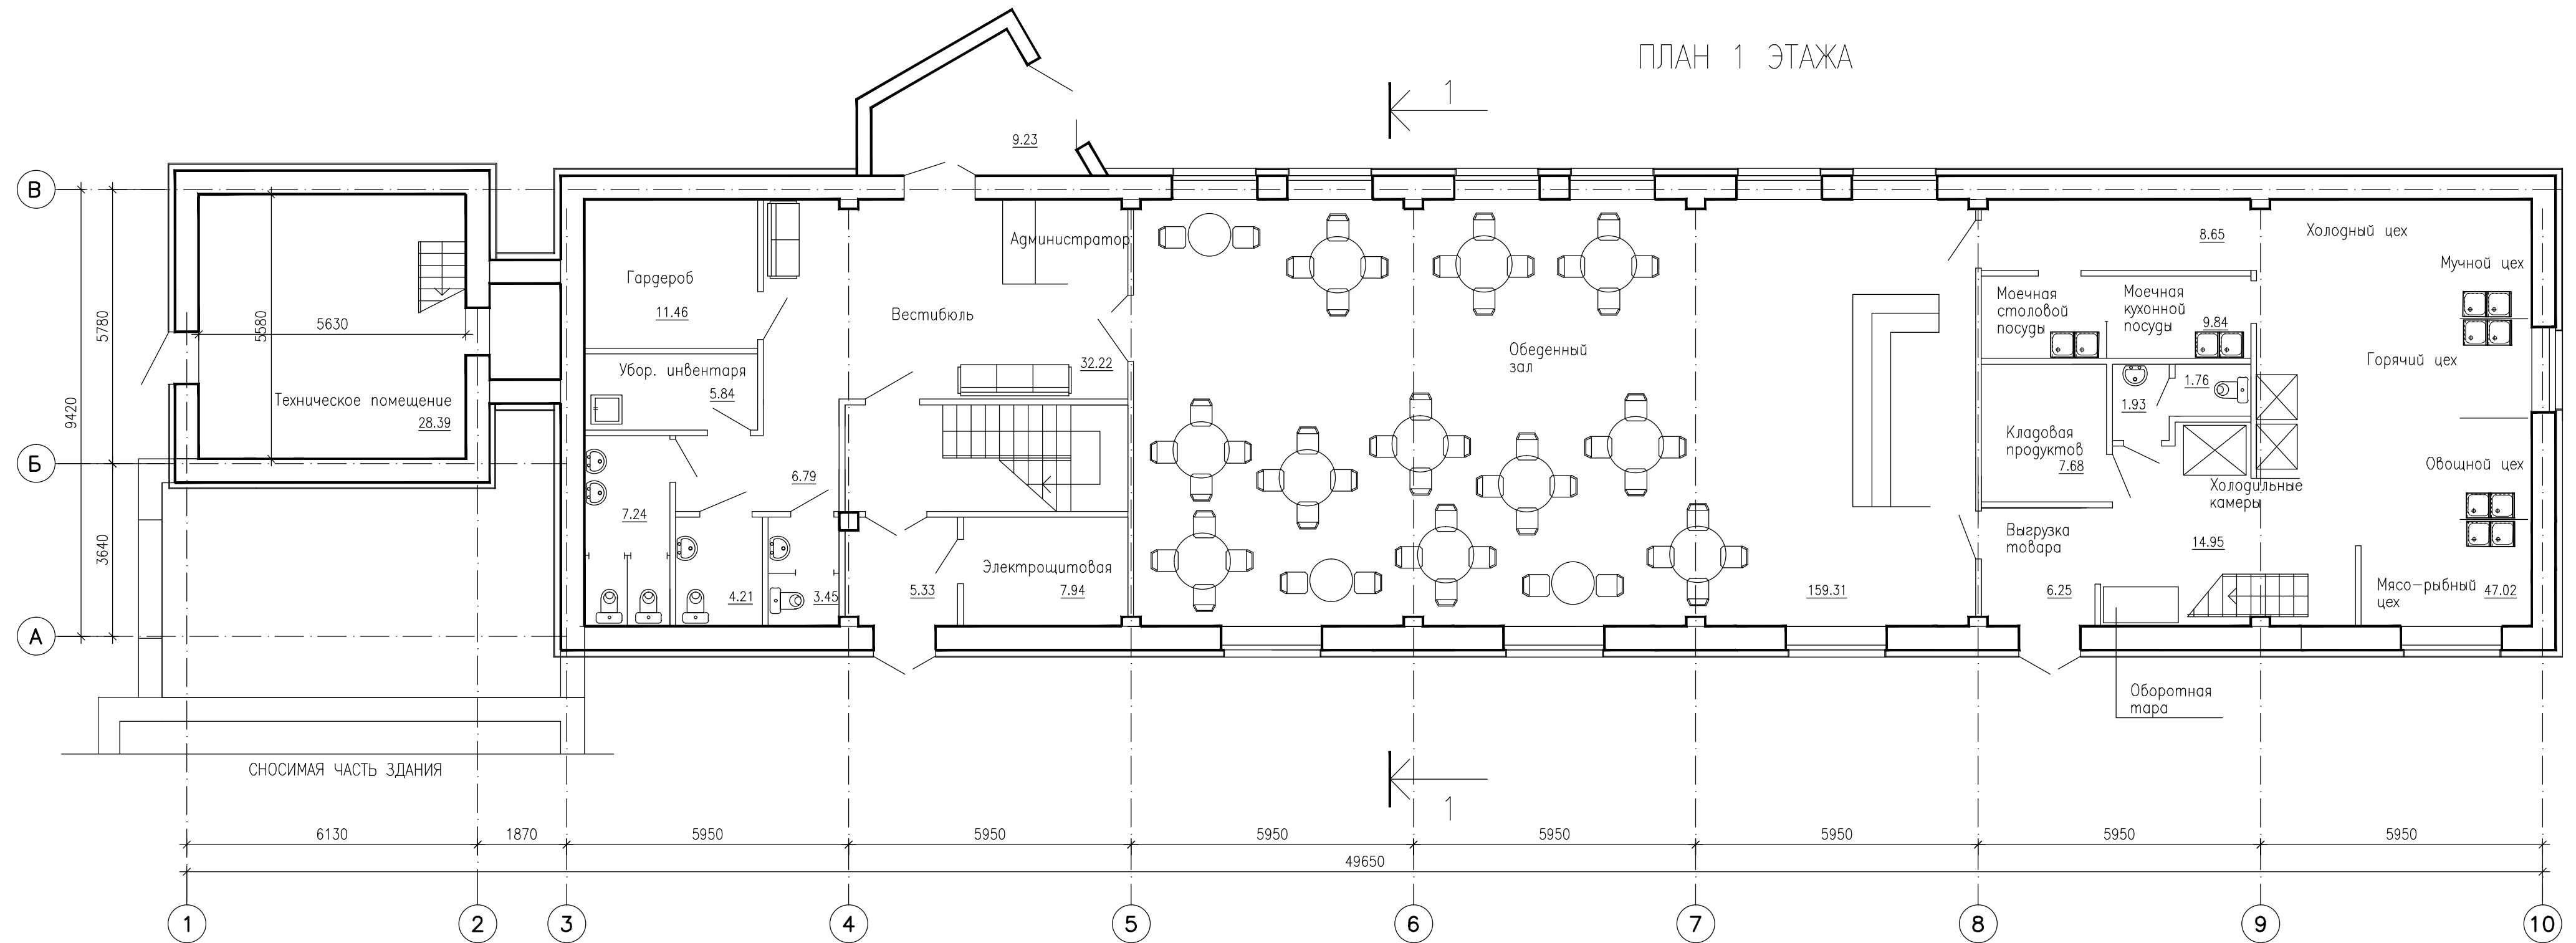 ПЛАН 1 ЭТАЖА
1
9.23
В
Администратор
8.65
Холодный цех
Мучной цех
Гардероб
11.46
Вестибюль
Моечная
столовой
посуды
Моечная
кухонной
посуды
9.84
5780
5580
5630
Обеденный
зал
Горячий цех
32.22
Убор. инвентаря
5.84
1.76
1.93
Техническое помещение
28.39
9420
Кладовая
продуктов
7.68
Овощной цех
Б
6.79
Холодильные
камеры
7.24
3640
Выгрузка
товара
14.95
Электрощитовая
7.94
5.33
4.21
3.45
159.31
6.25
Мясо-рыбный
цех
47.02
А
Оборотная
тара
СНОСИМАЯ ЧАСТЬ ЗДАНИЯ
1
6130
1870
5950
5950
5950
5950
5950
5950
5950
49650
1
2
3
4
5
6
7
8
9
10